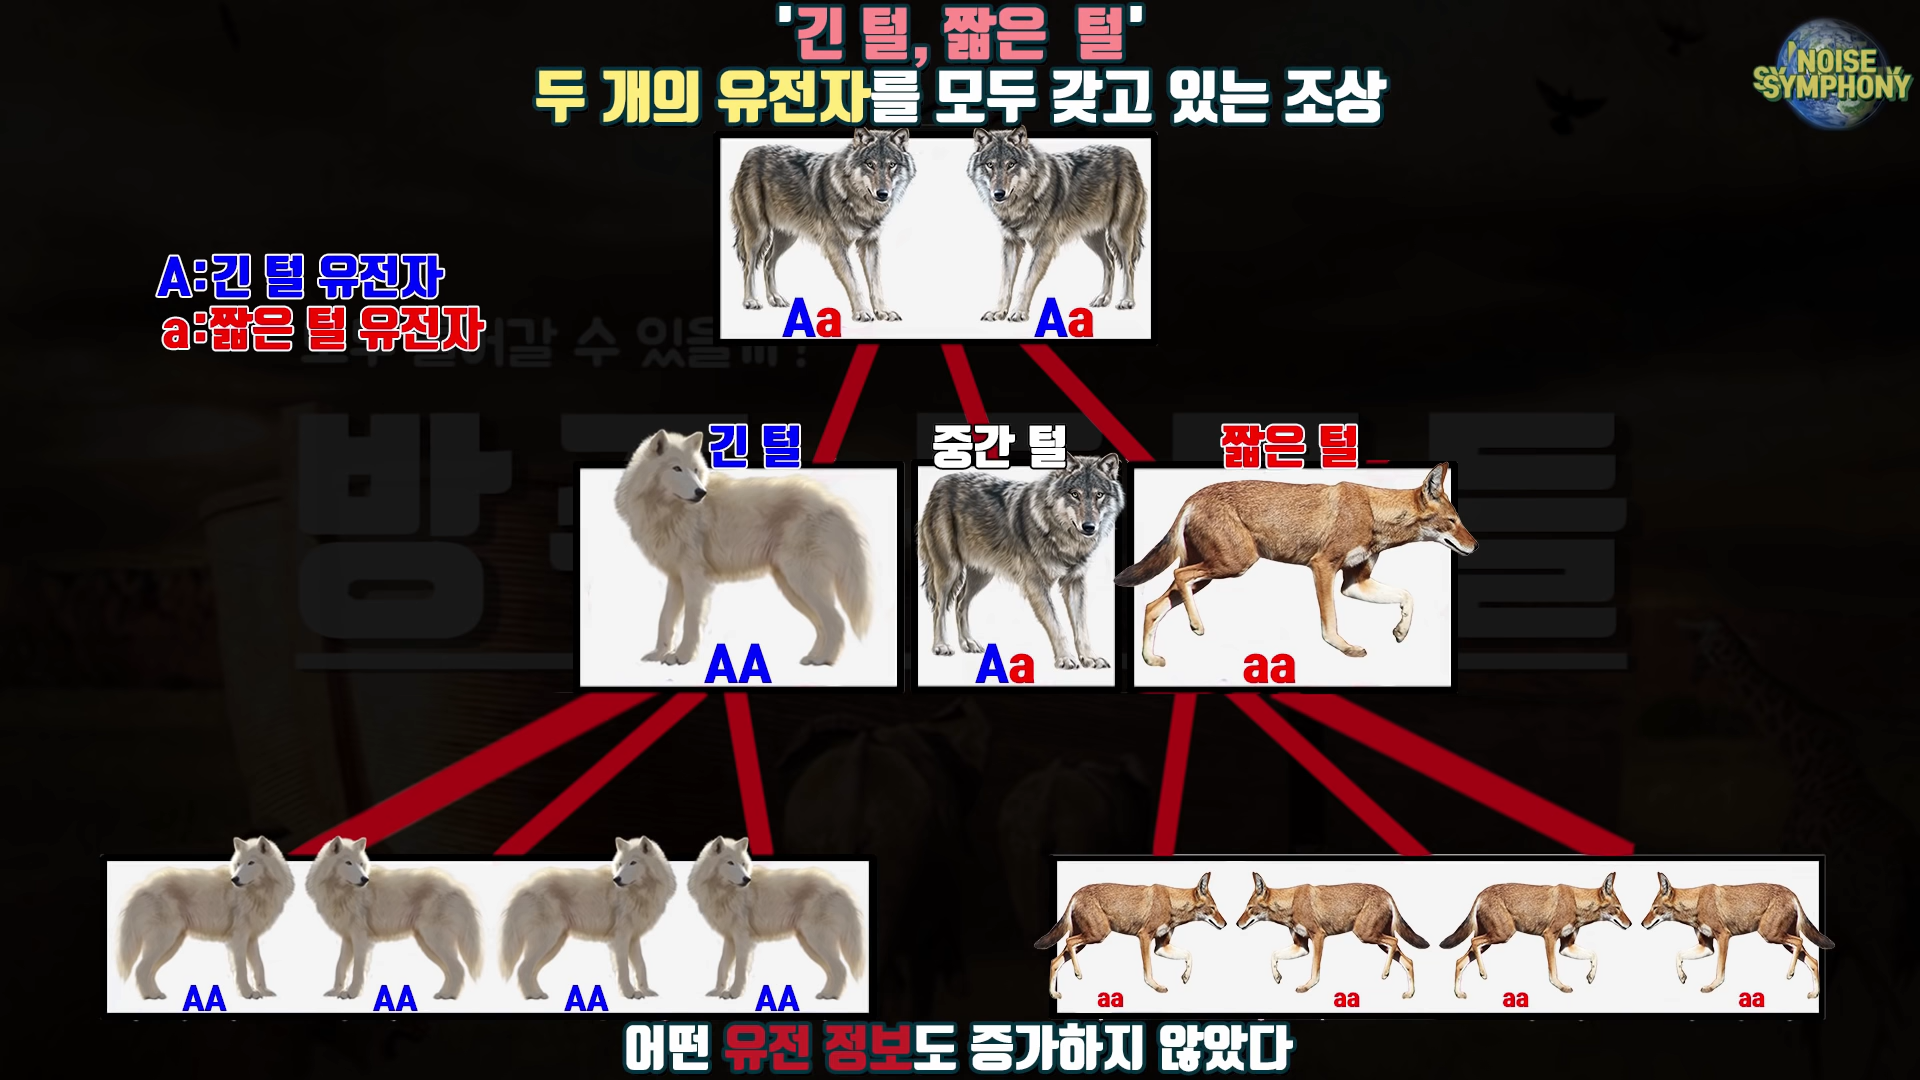 '긴 털, 짧은 털'
두 개의 유전자를 모두 갖고 있는 조상
NOISE
SYMPHONY
Aa
Aa
A:긴 털 유전자
a:짧은 털 유전자
긴 털
중간 털
짧은 털
AA
Aa
aa
AA
AA
AA
AA
aa
aa
aa
aa
어떤 유전 정보도 증가하지 않았다